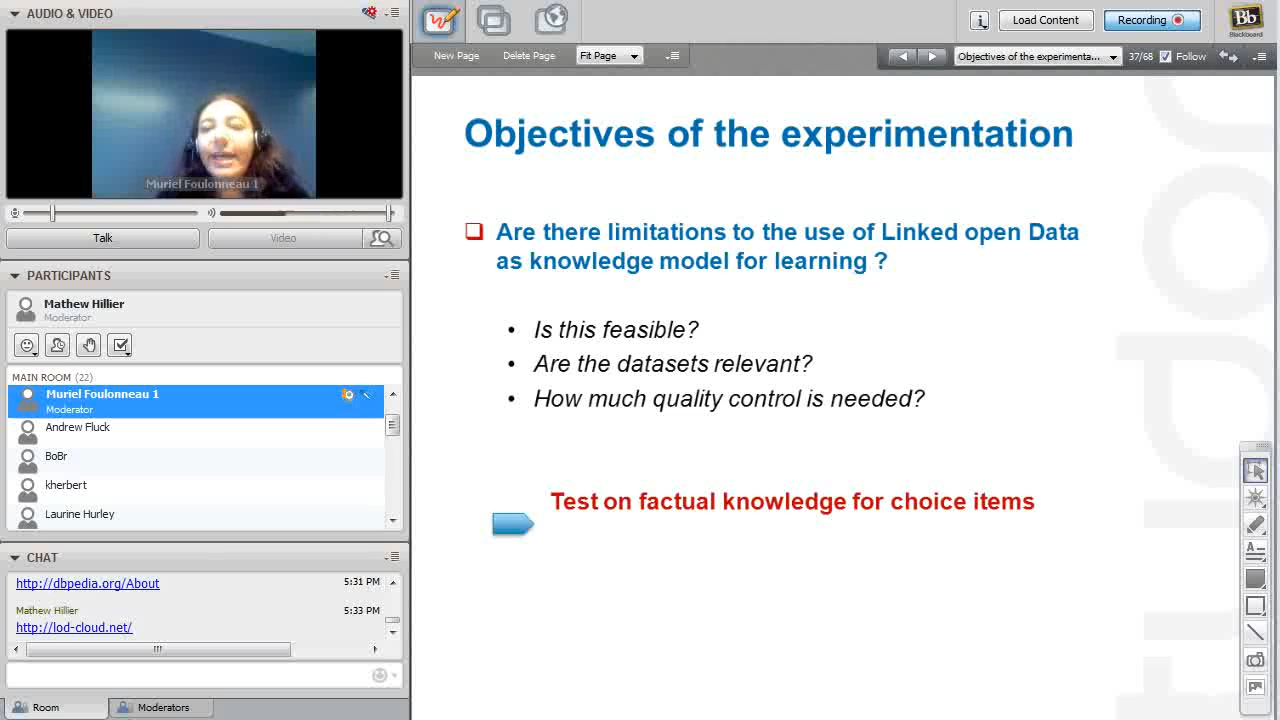 AUDIO & VIDEO
Muriel Foulonneau 1
Talk
Video
PARTICIPANTS
Mathew Hillier
Moderator
MAIN ROOM (22)
Muriel Foulonneau 1
Moderator
Andrew Fluck
BoBr
kherbert
Laurine Hurley
CHAT
http://dbpedia.org/About 5:31 PM
Mathew Hillier 5:33 PM
http://lod-cloud.net/
Room
Moderators
Load Content
Recording
Bb
Blackboard
New Page
Delete Page
Fit Page
Objectives of the experimenta...
37/68
Follow
Objectives of the experimentation
Are there limitations to the use of Linked open Data
as knowledge model for learning ?
• Is this feasible?
• Are the datasets relevant?
• How much quality control is needed?
Test on factual knowledge for choice items